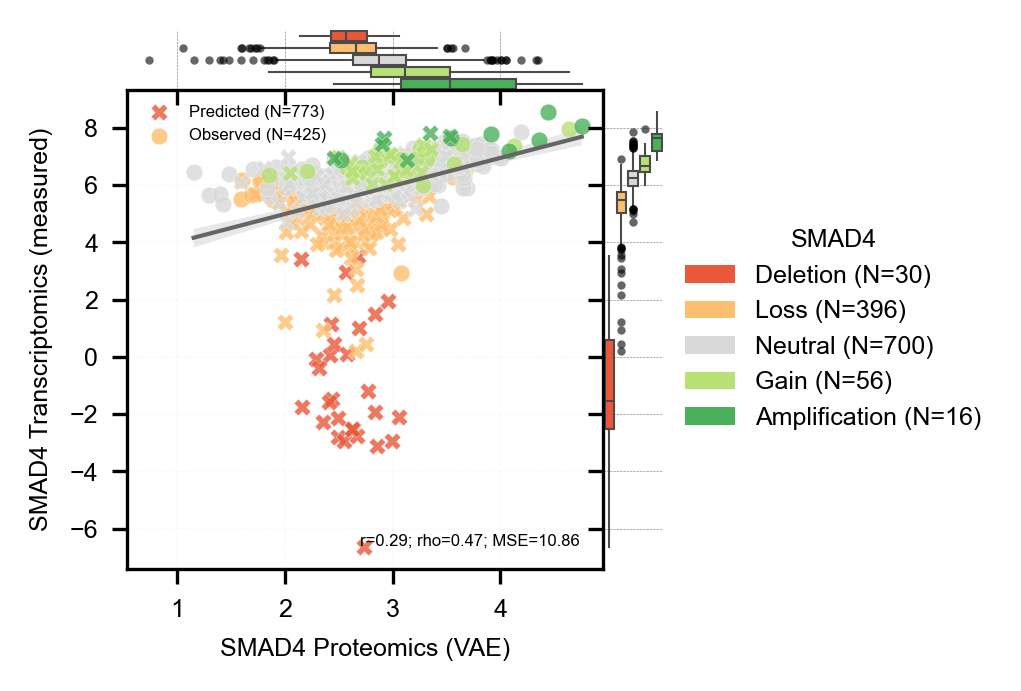 Predicted (N=773)
Observed (N=425)
8
6
4
2
0
−2
−4
−6
SMAD4 Transcriptomics (measured)
r=0.29; rho=0.47; MSE=10.86
1
2
3
4
SMAD4 Proteomics (VAE)
SMAD4
Deletion (N=30)
Loss (N=396)
Neutral (N=700)
Gain (N=56)
Amplification (N=16)